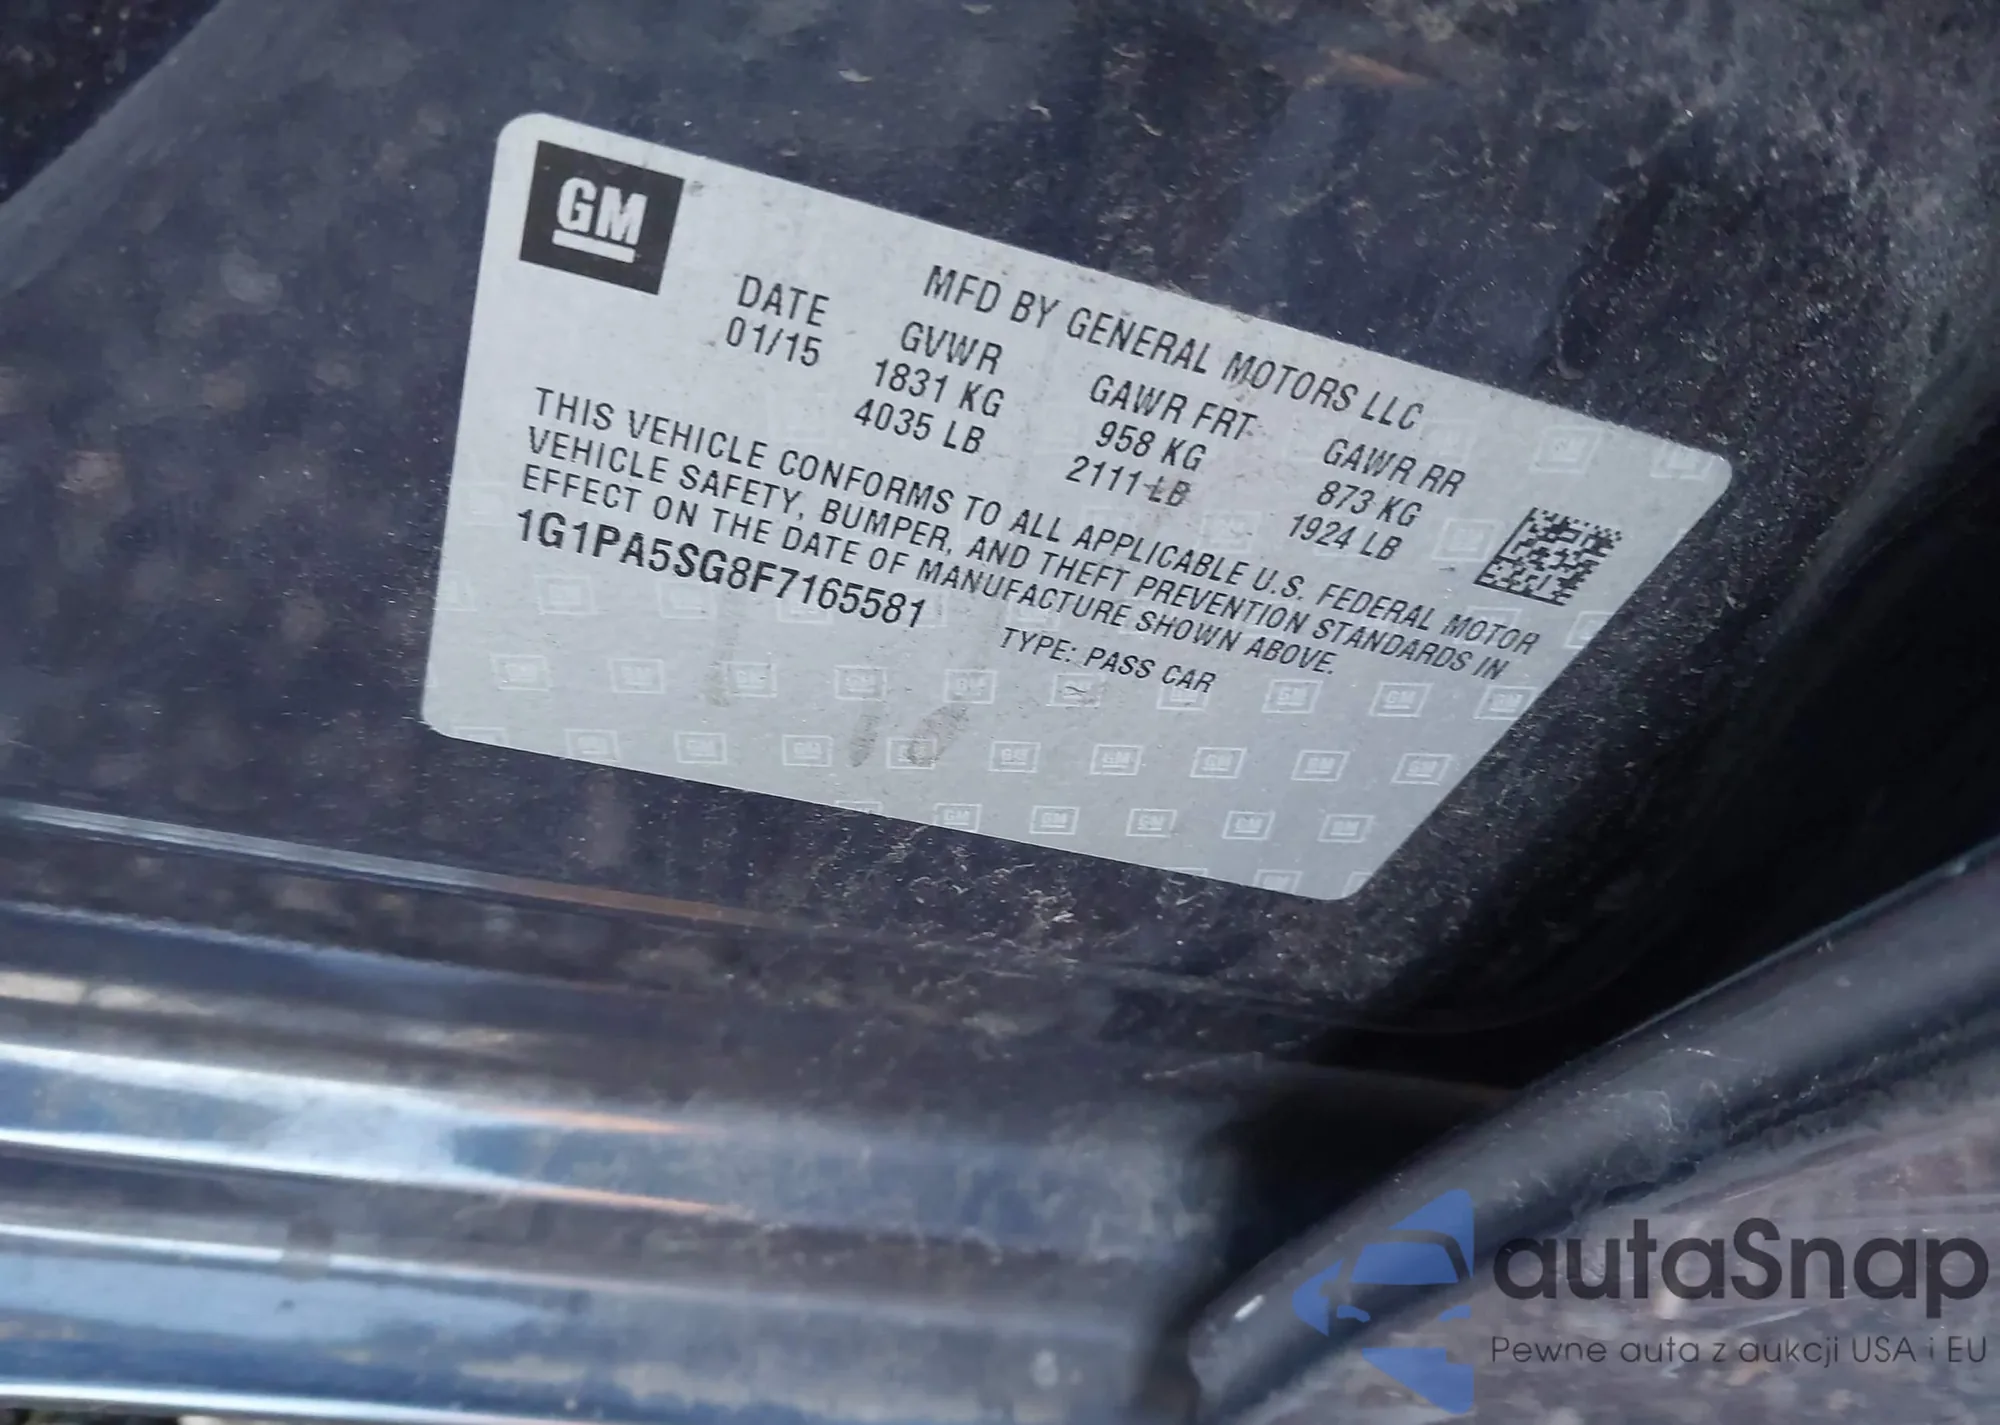 GM
MFD BY GENERAL MOTORS LLC
DATE GVWR GAWR FRT GAWR RR
01/15 1831 KG 958 KG 873 KG
4035 LB 2111 LB 1924 LB
THIS VEHICLE CONFORMS TO ALL APPLICABLE U.S. FEDERAL MOTOR
VEHICLE SAFETY, BUMPER, AND THEFT PREVENTION STANDARDS IN
EFFECT ON THE DATE OF MANUFACTURE SHOWN ABOVE.
1G1PA5SG8F7165581 TYPE: PASS CAR
autaSnap
Pewne auta z aukcji USA i EU